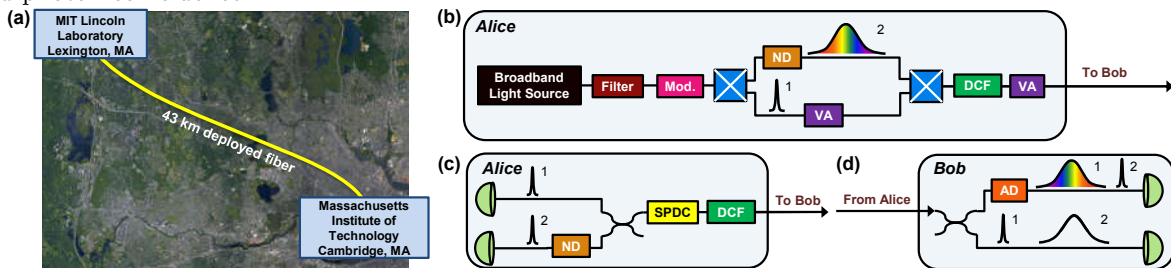 (a)
MIT Lincoln
Laboratory
Lexington, MA
43 km deployed fiber
Massachusetts
Institute of
Technology
Cambridge, MA
(b)
Alice
Broadband
Light Source
Filter
Mod.
ND
2
1
VA
DCF
VA
To Bob
(c)
Alice
1
2
ND
SPDC
DCF
To Bob
(d)
Bob
From Alice
AD
1
2
1
2